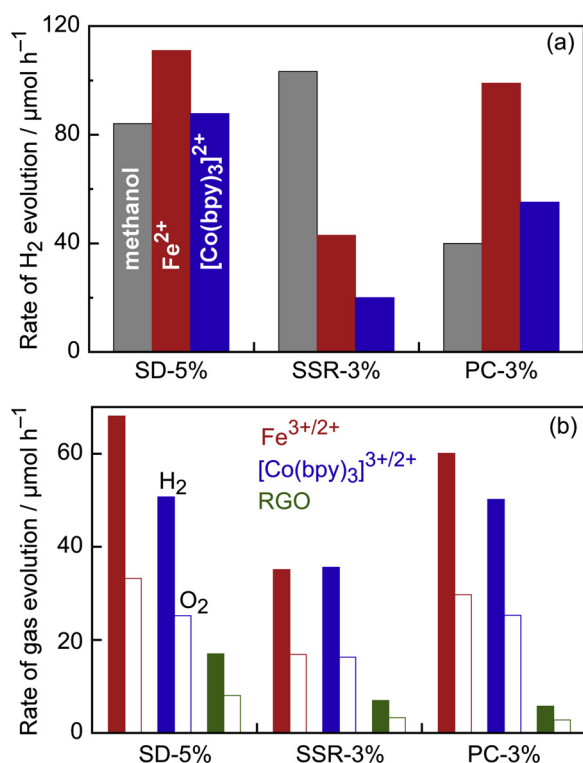 (a)
Rate of H₂ evolution / μmol h⁻¹
120
80
40
0
methanol
Fe²⁺
[Co(bpy)₃]²⁺
SD-5% SSR-3% PC-3%
(b)
Rate of gas evolution / μmol h⁻¹
60
40
20
0
Fe³⁺/²⁺
[Co(bpy)₃]³⁺/²⁺
RGO
H₂
O₂
SD-5% SSR-3% PC-3%